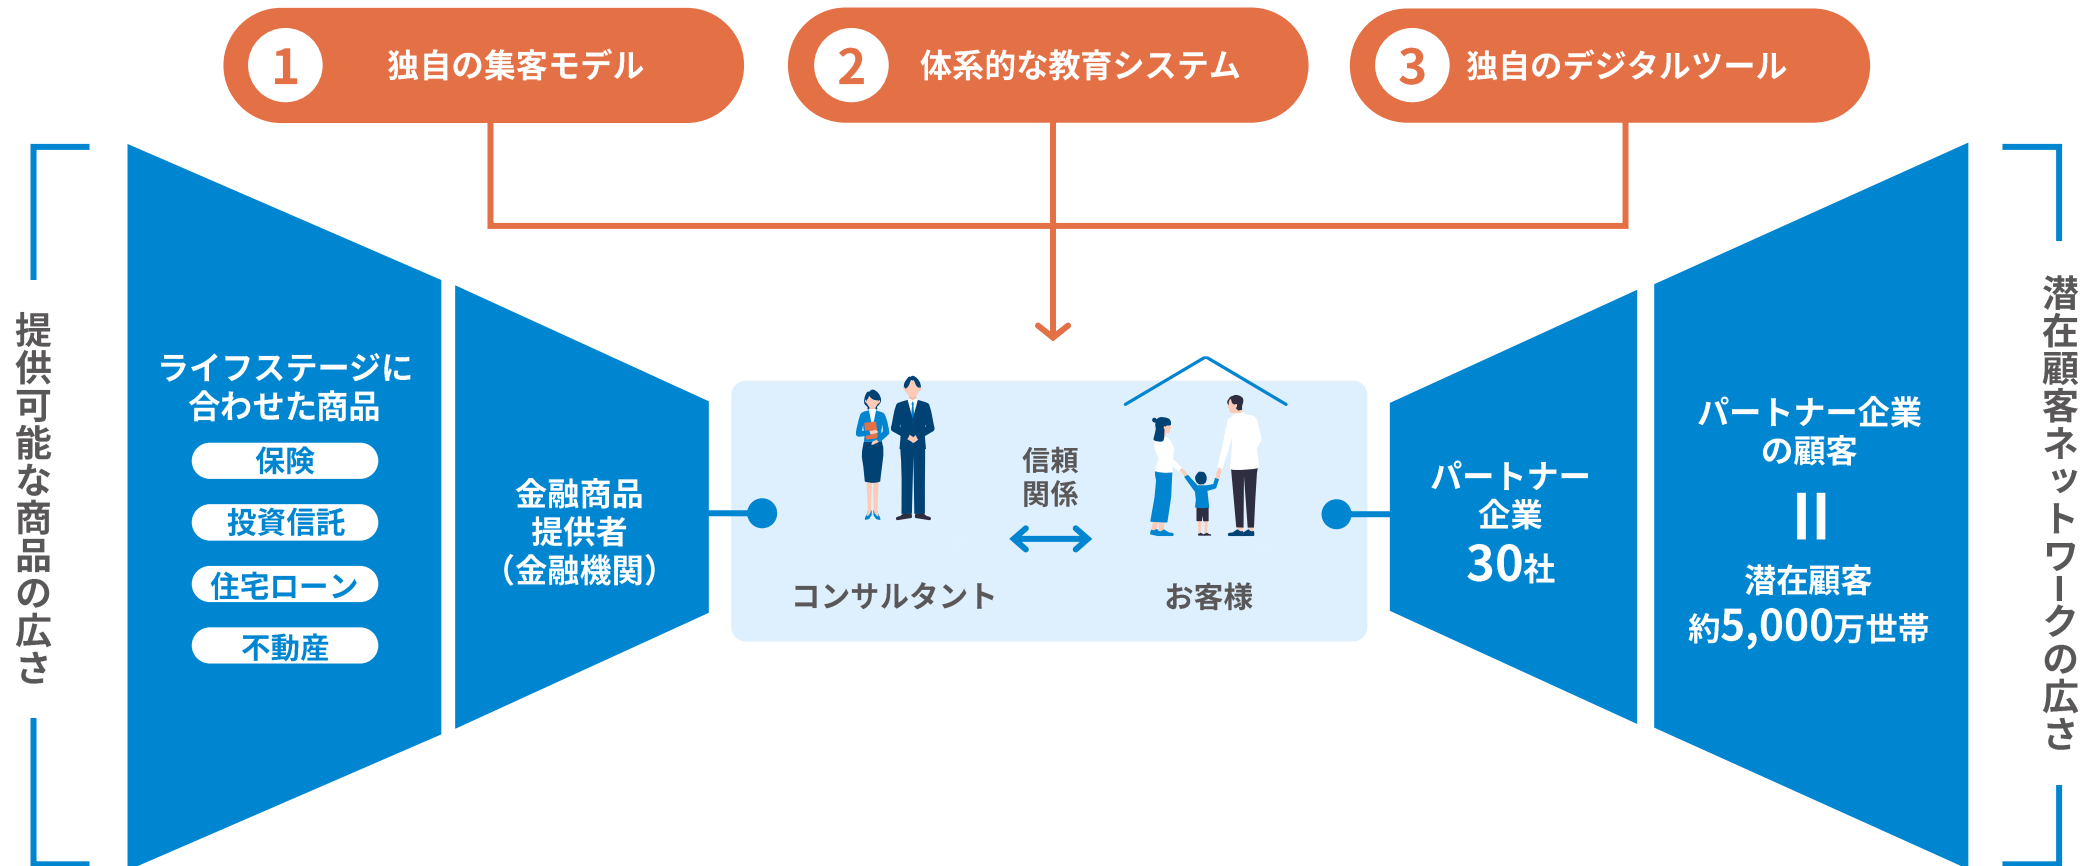 1 独自の集客モデル
2 体系的な教育システム
3 独自のデジタルツール
提供可能な商品の広さ
ライフステージに
合わせた商品
保険
投資信託
住宅ローン
不動産
金融商品
提供者
（金融機関）
コンサルタント
信頼
関係
お客様
パートナー
企業
30社
パートナー企業
の顧客
潜在顧客
約5,000万世帯
潜在顧客ネットワークの広さ